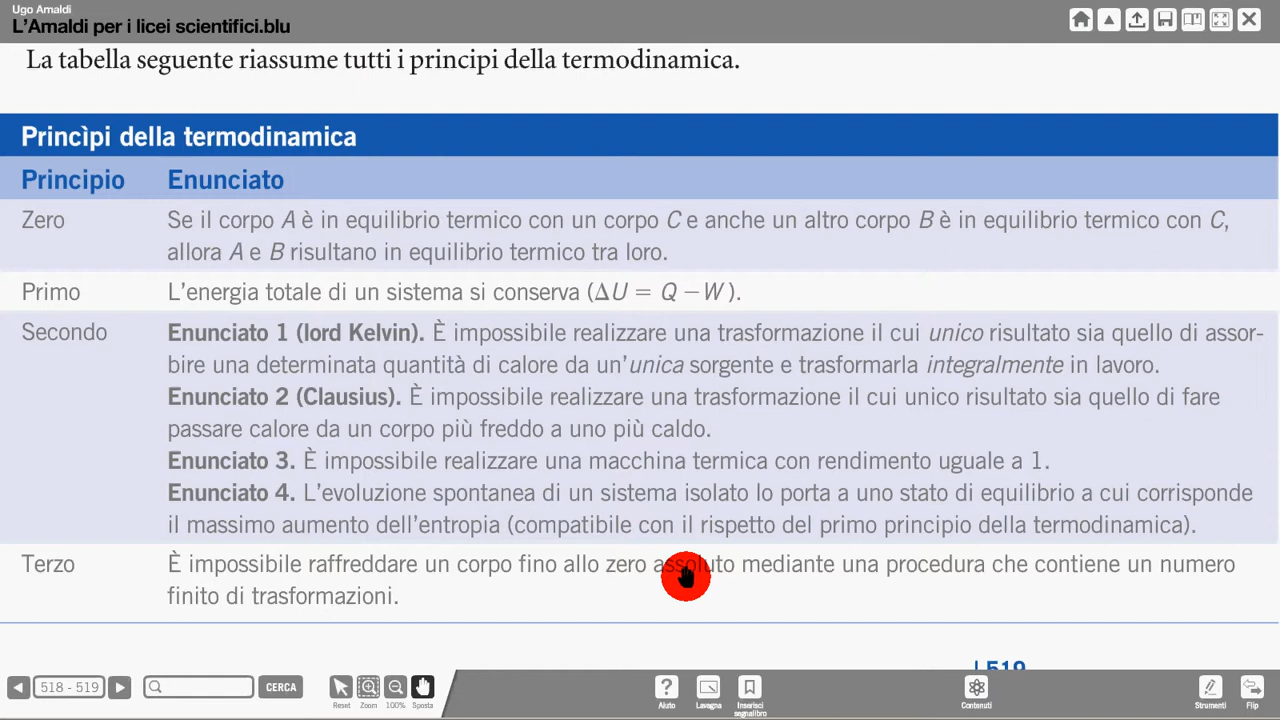 Ugo Amaldi
L'Amaldi per i licei scientifici.blu
La tabella seguente riassume tutti i principi della termodinamica.
Princìpi della termodinamica
Principio Enunciato
Zero Se il corpo A è in equilibrio termico con un corpo C e anche un altro corpo B è in equilibrio termico con C,
allora A e B risultano in equilibrio termico tra loro.
Primo L'energia totale di un sistema si conserva (ΔU = Q − W ).
Secondo Enunciato 1 (lord Kelvin). È impossibile realizzare una trasformazione il cui unico risultato sia quello di assor-
bire una determinata quantità di calore da un'unica sorgente e trasformarla integralmente in lavoro.
Enunciato 2 (Clausius). È impossibile realizzare una trasformazione il cui unico risultato sia quello di fare
passare calore da un corpo più freddo a uno più caldo.
Enunciato 3. È impossibile realizzare una macchina termica con rendimento uguale a 1.
Enunciato 4. L'evoluzione spontanea di un sistema isolato lo porta a uno stato di equilibrio a cui corrisponde
il massimo aumento dell'entropia (compatibile con il rispetto del primo principio della termodinamica).
Terzo È impossibile raffreddare un corpo fino allo zero assoluto mediante una procedura che contiene un numero
finito di trasformazioni.
519
518 - 519 CERCA
Reset Zoom 100% Sposta
Aiuto Lavagna Inserisci segnalibro
Contenuti
Strumenti Flip